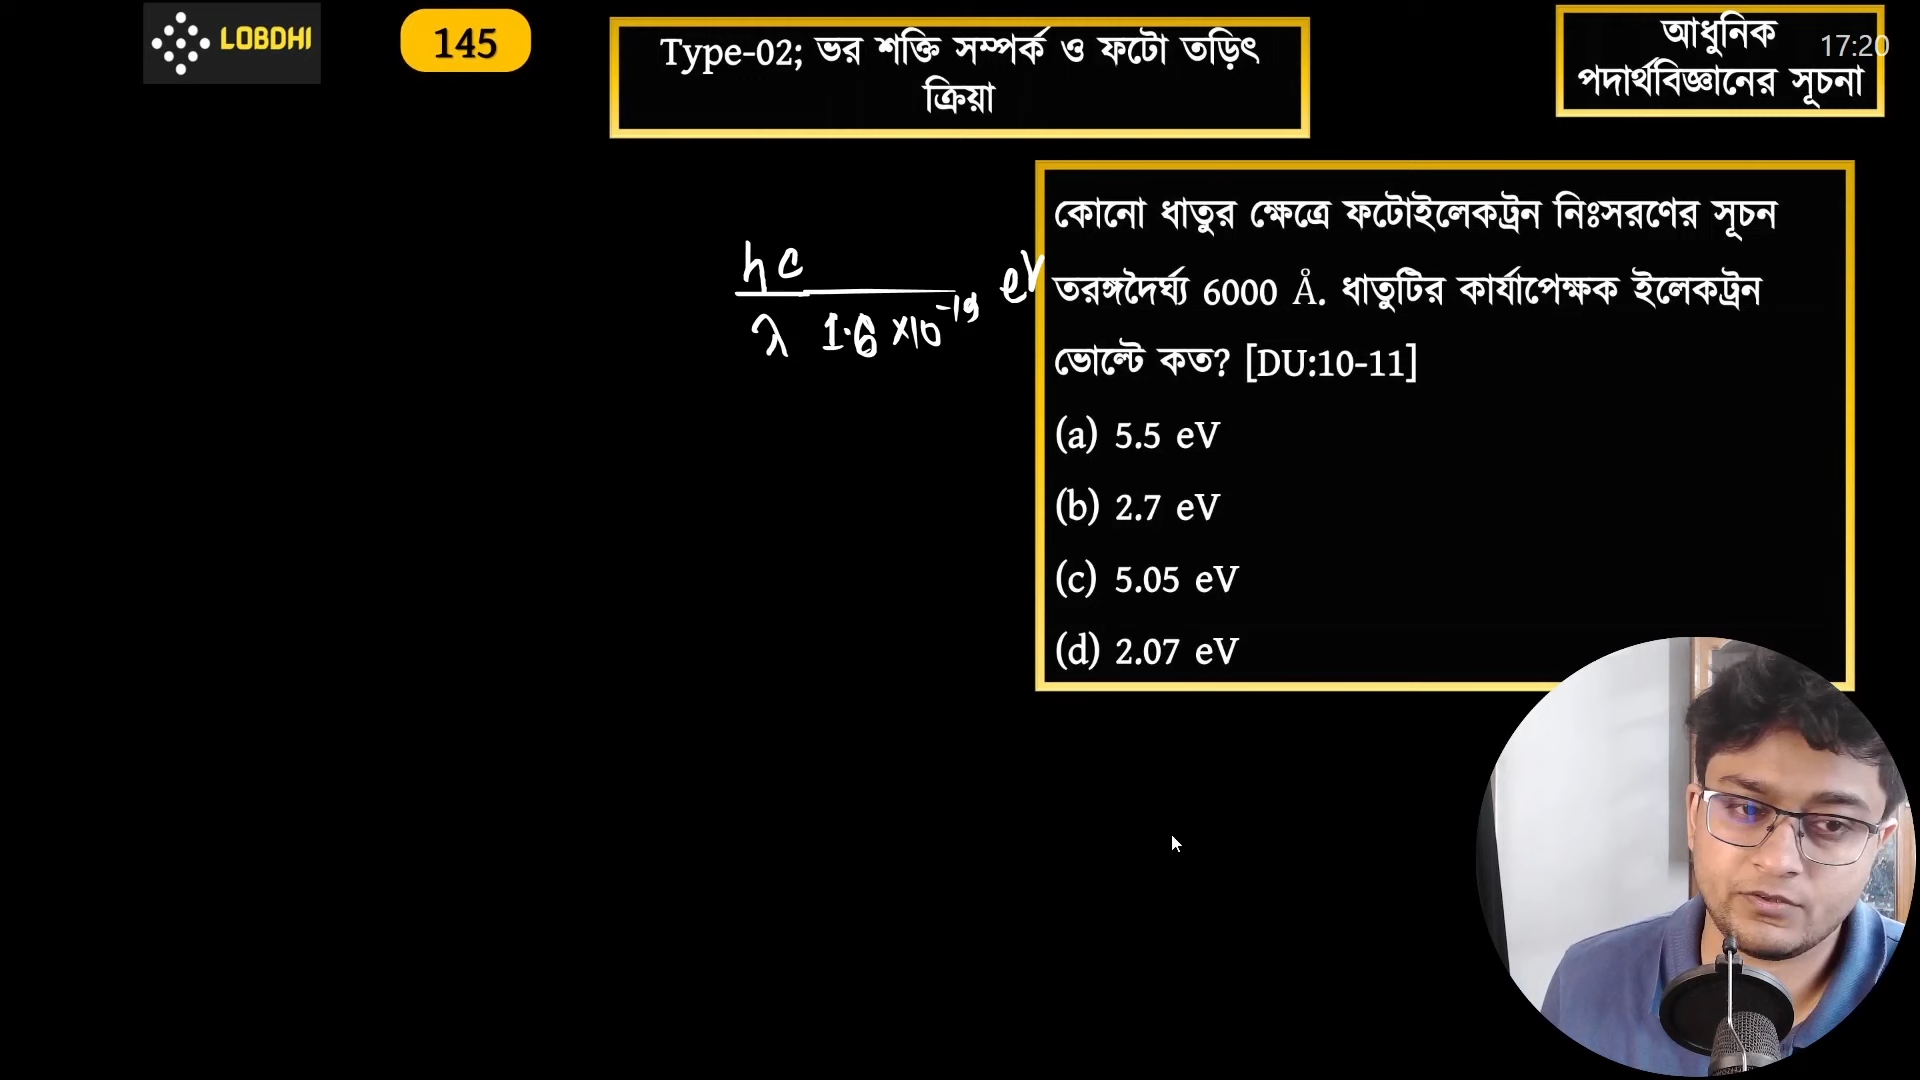 LOBDHI
145
Type-02; ভর শক্তি সম্পর্ক ও ফটো তড়িৎ
ক্রিয়া
আধুনিক
পদার্থবিজ্ঞানের সূচনা
17:20
hc
λ 1.6 ×10^-19 eV
কোনো ধাতুর ক্ষেত্রে ফটোইলেকট্রন নিঃসরণের সূচন
তরঙ্গদৈর্ঘ্য 6000 Å. ধাতুটির কার্যাপেক্ষক ইলেকট্রন
ভোল্টে কত? [DU:10-11]
(a) 5.5 eV
(b) 2.7 eV
(c) 5.05 eV
(d) 2.07 eV